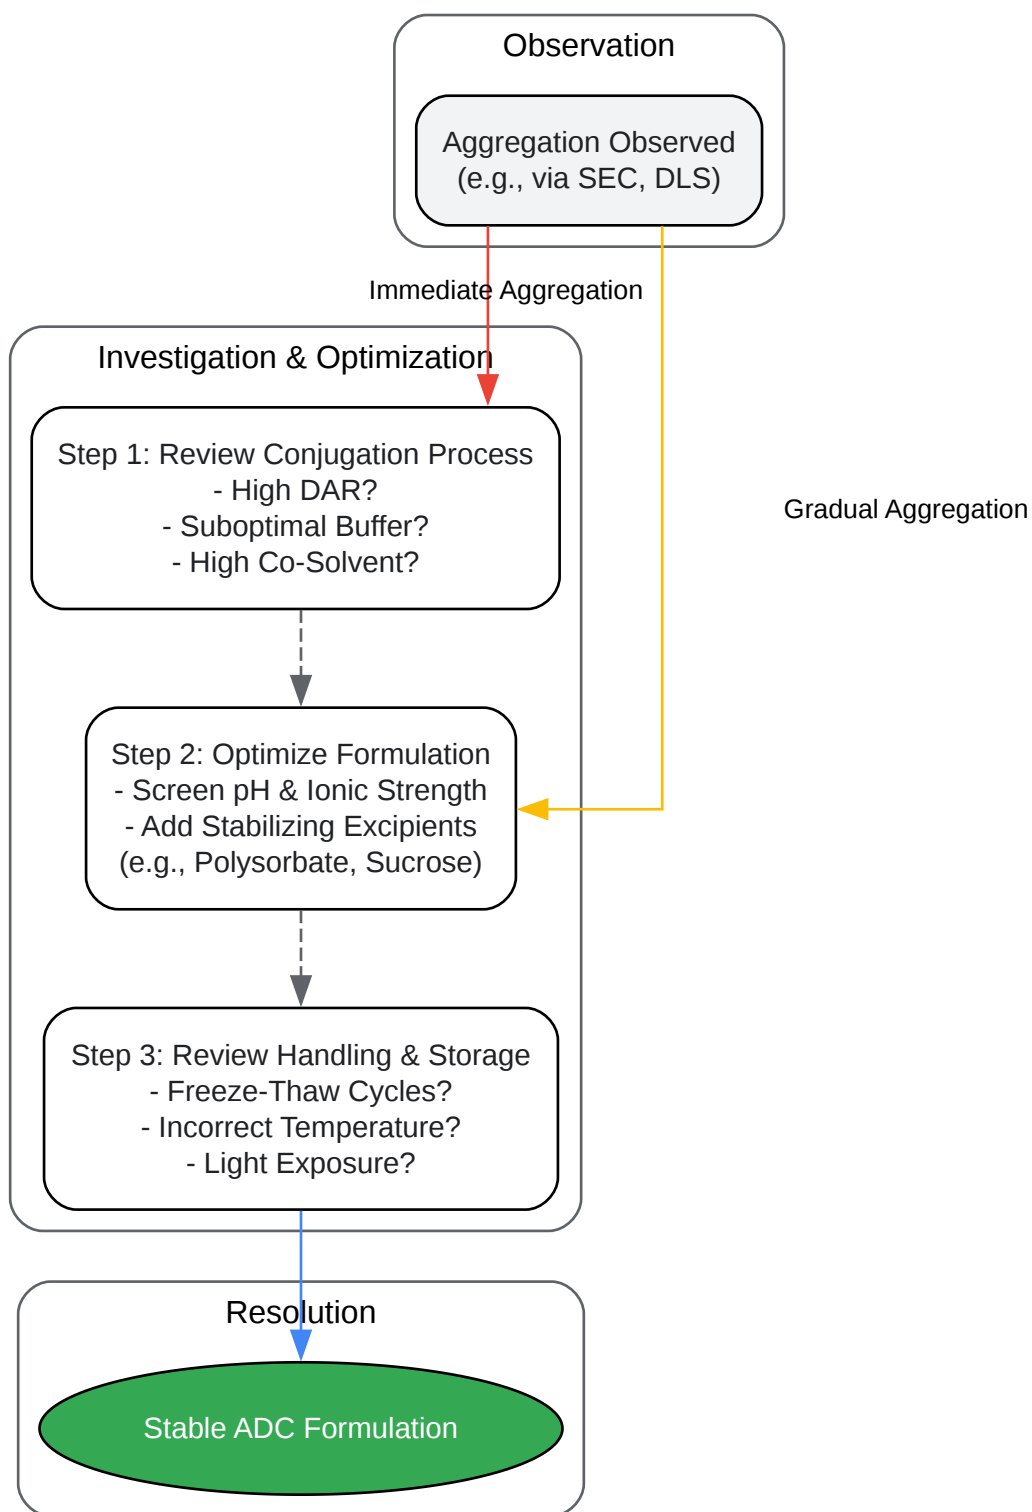 Observation
Aggregation Observed
(e.g., via SEC, DLS)
Immediate Aggregation
Investigation & Optimization
Step 1: Review Conjugation Process
- High DAR?
- Suboptimal Buffer?
- High Co-Solvent?
Gradual Aggregation
Step 2: Optimize Formulation
- Screen pH & Ionic Strength
- Add Stabilizing Excipients
(e.g., Polysorbate, Sucrose)
Step 3: Review Handling & Storage
- Freeze-Thaw Cycles?
- Incorrect Temperature?
- Light Exposure?
Resolution
Stable ADC Formulation